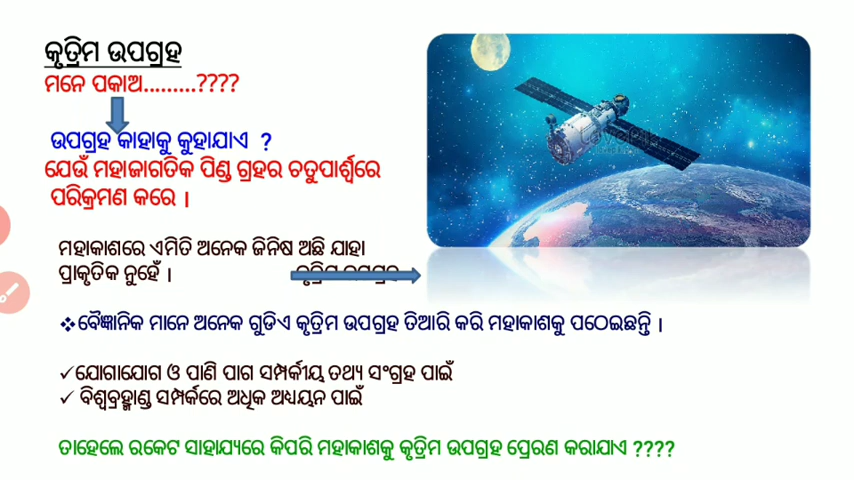 କୃତ୍ରିମ ଉପଗ୍ରହ
ମନେ ପକାଅ.........????
ଉପଗ୍ରହ କାହାକୁ କୁହାଯାଏ ?
ଯେଉଁ ମହାଜାଗତିକ ପିଣ୍ଡ ଗ୍ରହର ଚତୁପାର୍ଶ୍ୱରେ
ପରିକ୍ରମଣ କରେ ।
ମହାକାଶରେ ଏମିତି ଅନେକ ଜିନିଷ ଅଛି ଯାହା
ପ୍ରାକୃତିକ ନୁହେଁ ।
❖ବୈଜ୍ଞାନିକ ମାନେ ଅନେକ ଗୁଡିଏ କୃତ୍ରିମ ଉପଗ୍ରହ ତିଆରି କରି ମହାକାଶକୁ ପଠେଇଛନ୍ତି ।
✓ଯୋଗାଯୋଗ ଓ ପାଣି ପାଗ ସମ୍ପର୍କୀୟ ତଥ୍ୟ ସଂଗ୍ରହ ପାଇଁ
✓ ବିଶ୍ୱବ୍ରହ୍ମାଣ୍ଡ ସମ୍ପର୍କରେ ଅଧିକ ଅଧ୍ୟୟନ ପାଇଁ
ତାହେଲେ ରକେଟ ସାହାଯ୍ୟରେ କିପରି ମହାକାଶକୁ କୃତ୍ରିମ ଉପଗ୍ରହ ପ୍ରେରଣ କରାଯାଏ ????